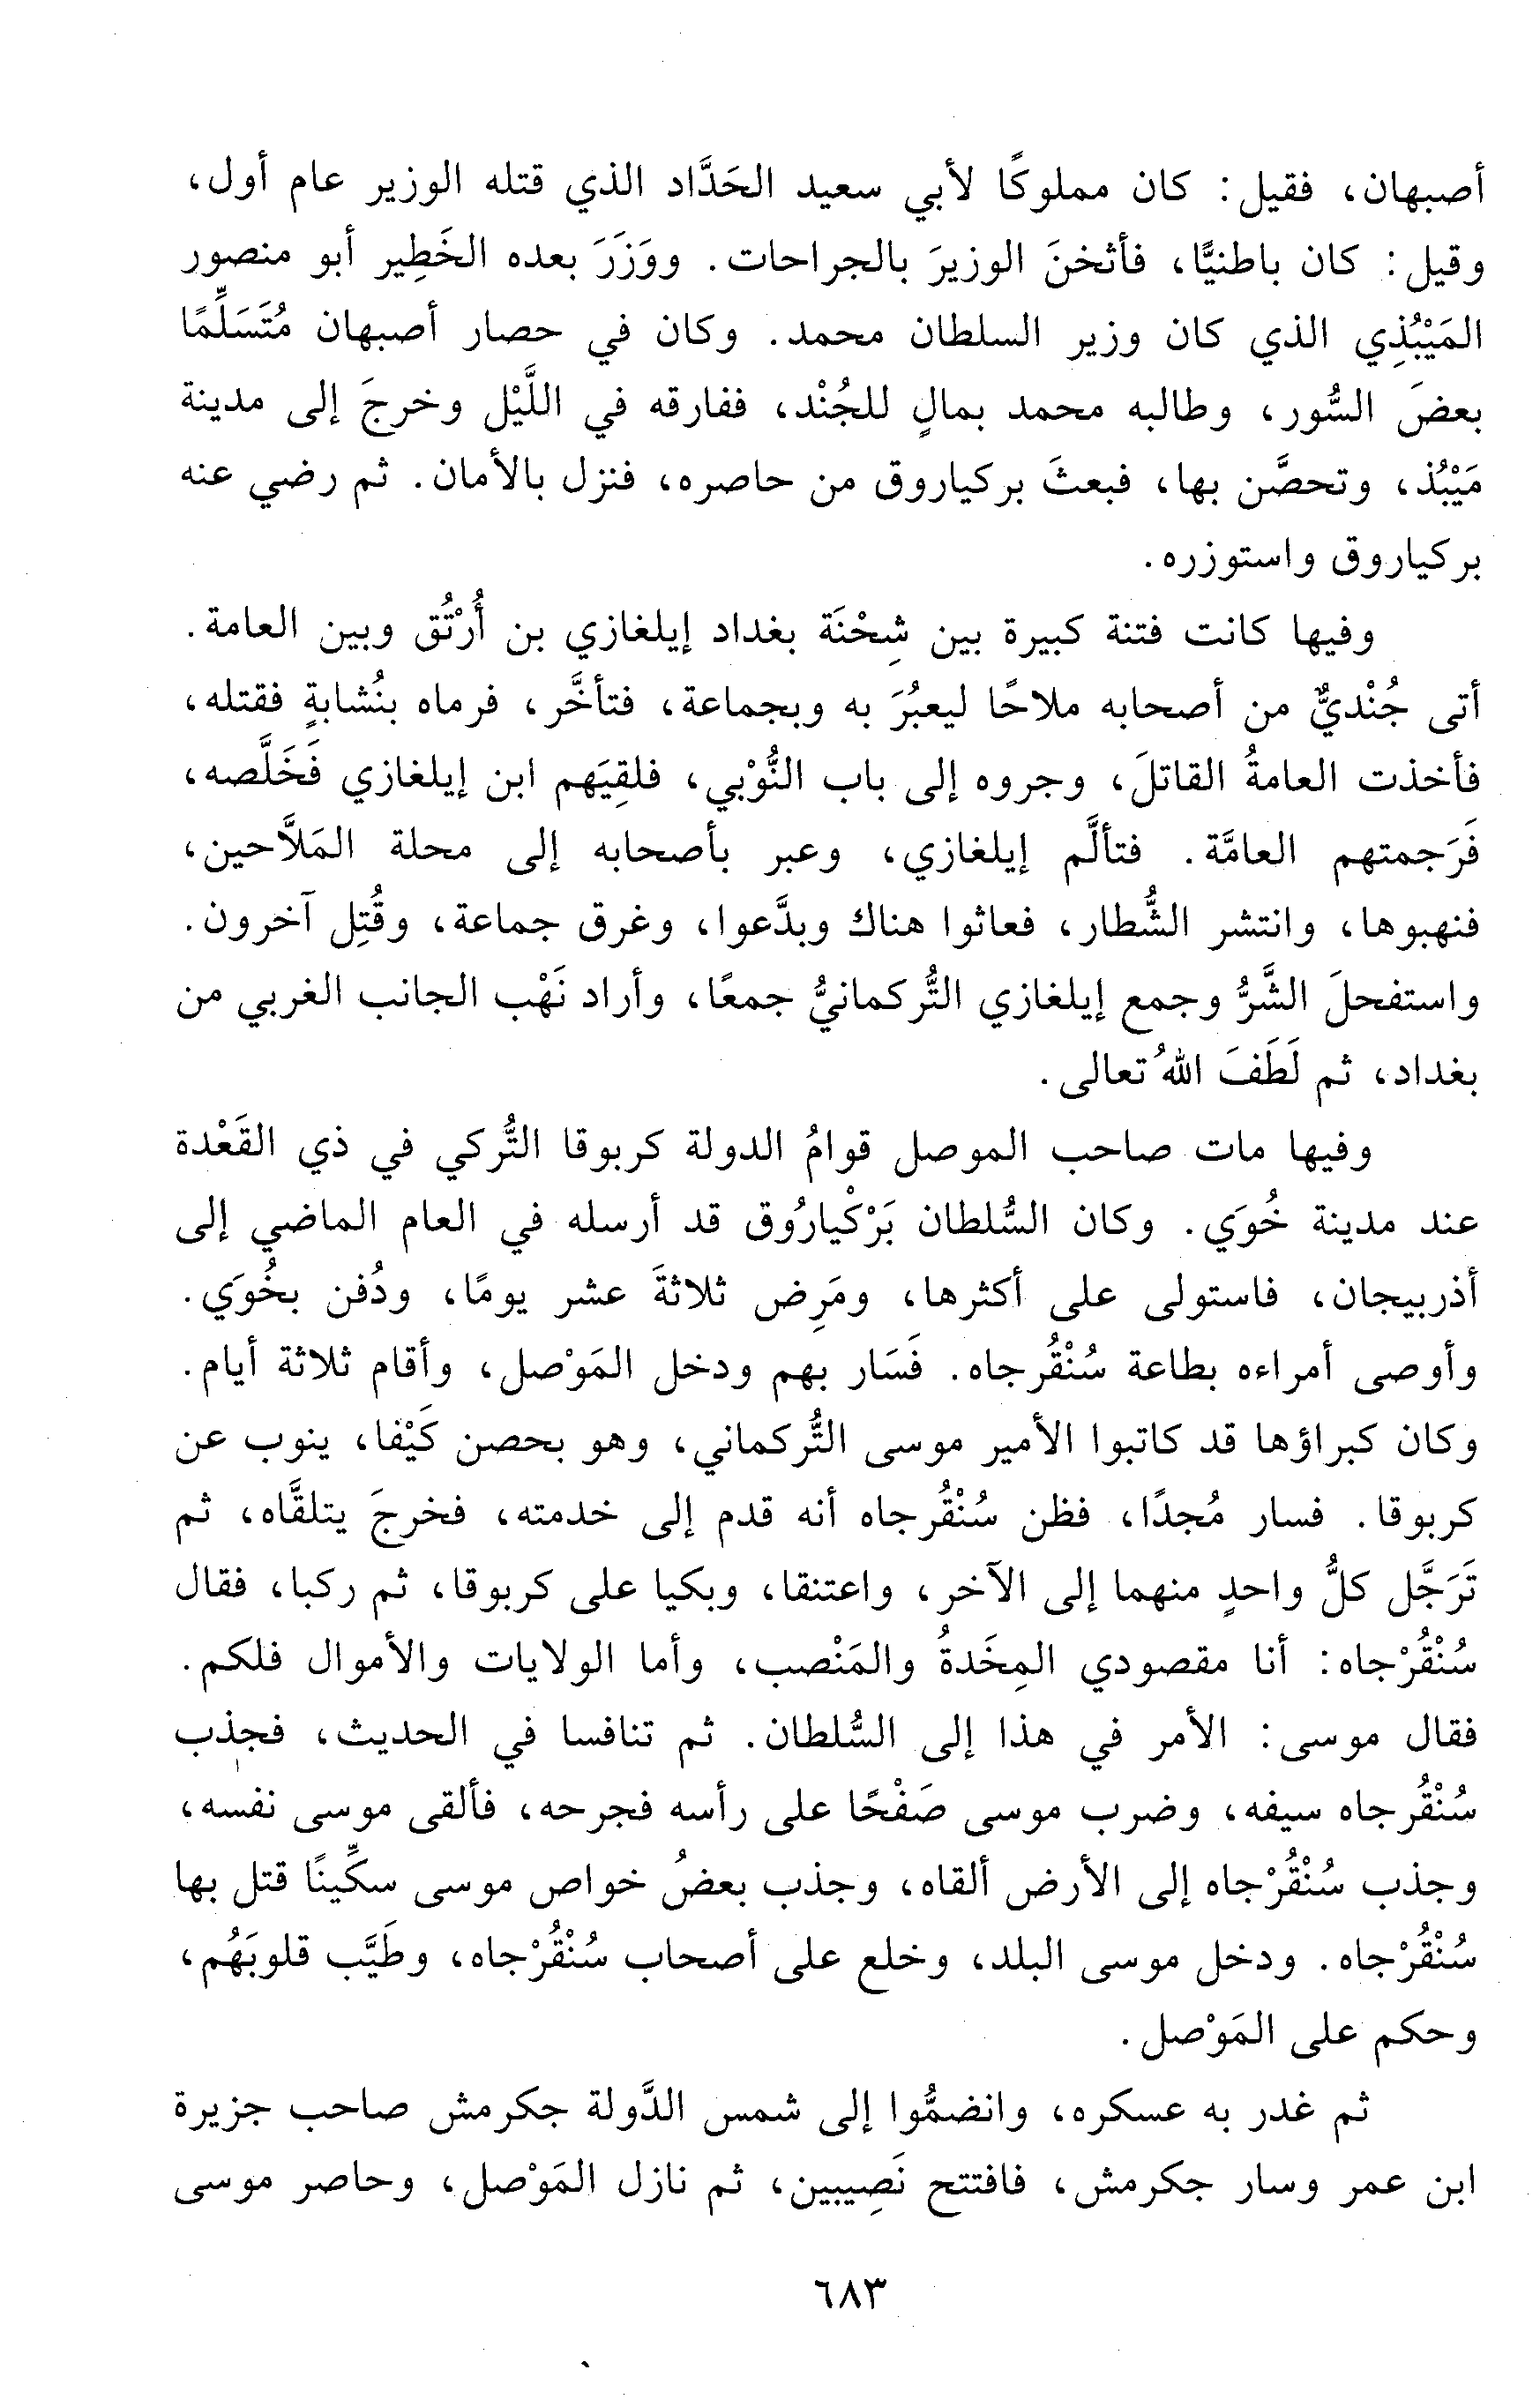 أصبهان، فقيل: كان مملوكًا لأبي سعيد الحَدَّاد الذي قتله الوزير عام أول،
وقيل: كان باطنيًّا، فأثخنَ الوزيرَ بالجراحات. ووَزَرَ بعده الخَطِير أبو منصور
المَيْبُذِي الذي كان وزير السلطان محمد. وكان في حصار أصبهان مُتَسَلِّمًا
بعضَ السُّور، وطالبه محمد بمالٍ للجُنْد، ففارقه في اللَّيْل وخرجَ إلى مدينة
مَيْبُذ، وتحصَّن بها، فبعثَ بركياروق من حاصره، فنزل بالأمان. ثم رضي عنه
بركياروق واستوزره.
وفيها كانت فتنة كبيرة بين شِحْنَة بغداد إيلغازي بن أُرْتُق وبين العامة.
أتى جُنْديٌّ من أصحابه ملاحًا ليعبُرَ به وبجماعة، فتأخَّر، فرماه بنُشابةٍ فقتله،
فأخذت العامةُ القاتلَ، وجروه إلى باب النُّوْبي، فلقِيَهم ابن إيلغازي فَخَلَّصه،
فَرَجمتهم العامَّة. فتألَّم إيلغازي، وعبر بأصحابه إلى محلة المَلاَّحين،
فنهبوها، وانتشر الشُّطار، فعاثوا هناك وبدَّعوا، وغرق جماعة، وقُتِل آخرون.
واستفحلَ الشَّرُّ وجمع إيلغازي التُّركمانيُّ جمعًا، وأراد نَهْب الجانب الغربي من
بغداد، ثم لَطَفَ اللهُ تعالى.
وفيها مات صاحب الموصل قوامُ الدولة كربوقا التُّركي في ذي القَعْدة
عند مدينة خُوَي. وكان السُّلطان بَرْكْيارُوق قد أرسله في العام الماضي إلى
أذربيجان، فاستولى على أكثرها، ومَرِض ثلاثةَ عشر يومًا، ودُفن بخُوَي.
وأوصى أمراءه بطاعة سُنْقُرجاه. فَسَار بهم ودخل المَوْصل، وأقام ثلاثة أيام.
وكان كبراؤها قد كاتبوا الأمير موسى التُّركماني، وهو بحصن كَيْفا، ينوب عن
كربوقا. فسار مُجدًا، فظن سُنْقُرجاه أنه قدم إلى خدمته، فخرجَ يتلقَّاه، ثم
تَرَجَّل كلُّ واحدٍ منهما إلى الآخر، واعتنقا، وبكيا على كربوقا، ثم ركبا، فقال
سُنْقُرْجاه: أنا مقصودي المِخَدةُ والمَنْصب، وأما الولايات والأموال فلكم.
فقال موسى: الأمر في هذا إلى السُّلطان. ثم تنافسا في الحديث، فجذب
سُنْقُرجاه سيفه، وضرب موسى صَفْحًا على رأسه فجرحه، فألقى موسى نفسه،
وجذب سُنْقُرْجاه إلى الأرض ألقاه، وجذب بعضُ خواص موسى سكِّينًا قتل بها
سُنْقُرْجاه. ودخل موسى البلد، وخلع على أصحاب سُنْقُرْجاه، وطَيَّب قلوبَهُم،
وحكم على المَوْصل.
ثم غدر به عسكره، وانضمُّوا إلى شمس الدَّولة جكرمش صاحب جزيرة
ابن عمر وسار جكرمش، فافتتح نَصِيبين، ثم نازل المَوْصل، وحاصر موسى
٦٨٣